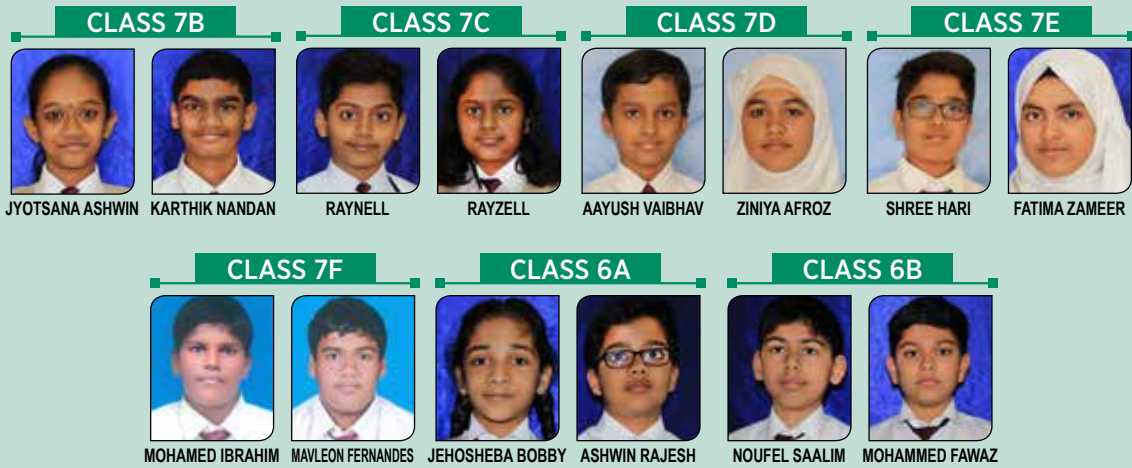 CLASS 7B
CLASS 7C
CLASS 7D
CLASS 7E
JYOTSANA ASHWIN
KARTHIK NANDAN
RAYNELL
RAYZELL
AAYUSH VAIBHAV
ZINIYA AFROZ
SHREE HARI
FATIMA ZAMEER
CLASS 7F
CLASS 6A
CLASS 6B
MOHAMED IBRAHIM
MAVLEON FERNANDES
JEHOSHEBA BOBBY
ASHWIN RAJESH
NOUFEL SAALIM
MOHAMMED FAWAZ